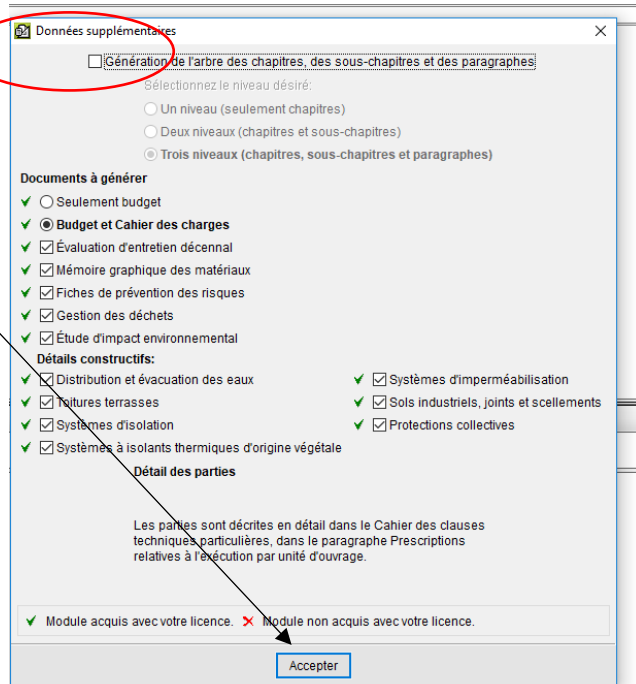 Données supplémentaires
Génération de l'arbre des chapitres, des sous-chapitres et des paragraphes
Sélectionnez le niveau désiré:
Un niveau (seulement chapitres)
Deux niveaux (chapitres et sous-chapitres)
Trois niveaux (chapitres, sous-chapitres et paragraphes)
Documents à générer
Seulement budget
Budget et Cahier des charges
Évaluation d'entretien décennal
Mémoire graphique des matériaux
Fiches de prévention des risques
Gestion des déchets
Étude d'impact environnemental
Détails constructifs:
Distribution et évacuation des eaux
Systèmes d'imperméabilisation
Toitures terrasses
Sols industriels, joints et scellements
Systèmes d'isolation
Protections collectives
Systèmes à isolants thermiques d'origine végétale
Détail des parties
Les parties sont décrites en détail dans le Cahier des clauses
techniques particulières, dans le paragraphe Prescriptions
relatives à l'exécution par unité d'ouvrage.
Module acquis avec votre licence. Module non acquis avec votre licence.
Accepter